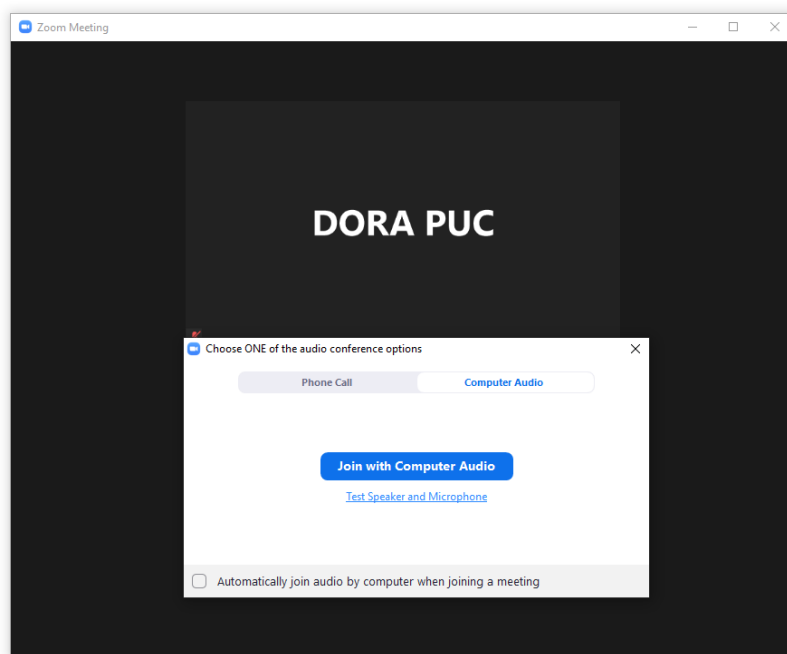 Zoom Meeting
DORA PUC
Choose ONE of the audio conference options
Phone Call
Computer Audio
Join with Computer Audio
Test Speaker and Microphone
Automatically join audio by computer when joining a meeting